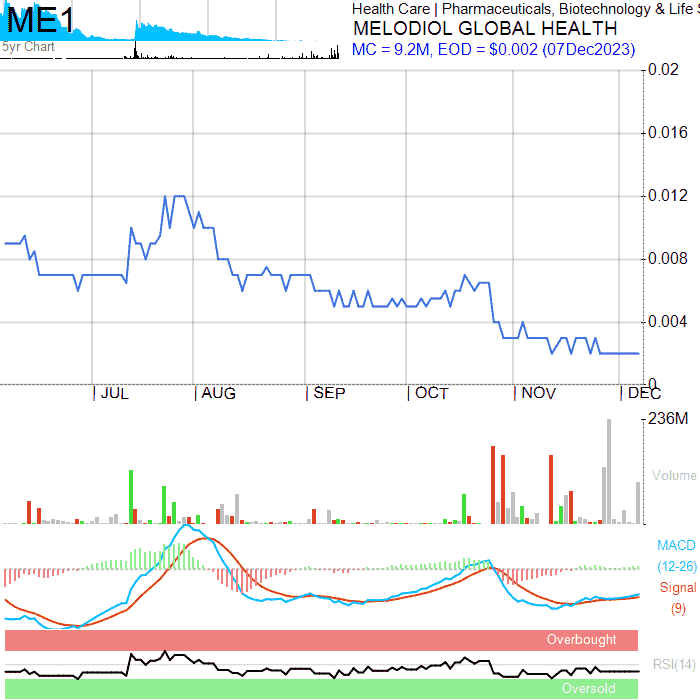 ME1
5yr Chart
Health Care | Pharmaceuticals, Biotechnology & Life S
MELODIOL GLOBAL HEALTH
MC = 9.2M, EOD = $0.002 (07Dec2023)
0.02
0.016
0.012
0.008
0.004
0
JUL AUG SEP OCT NOV DEC
236M
Volume
MACD
(12-26)
Signal
(9)
Overbought
RSI(14)
Oversold